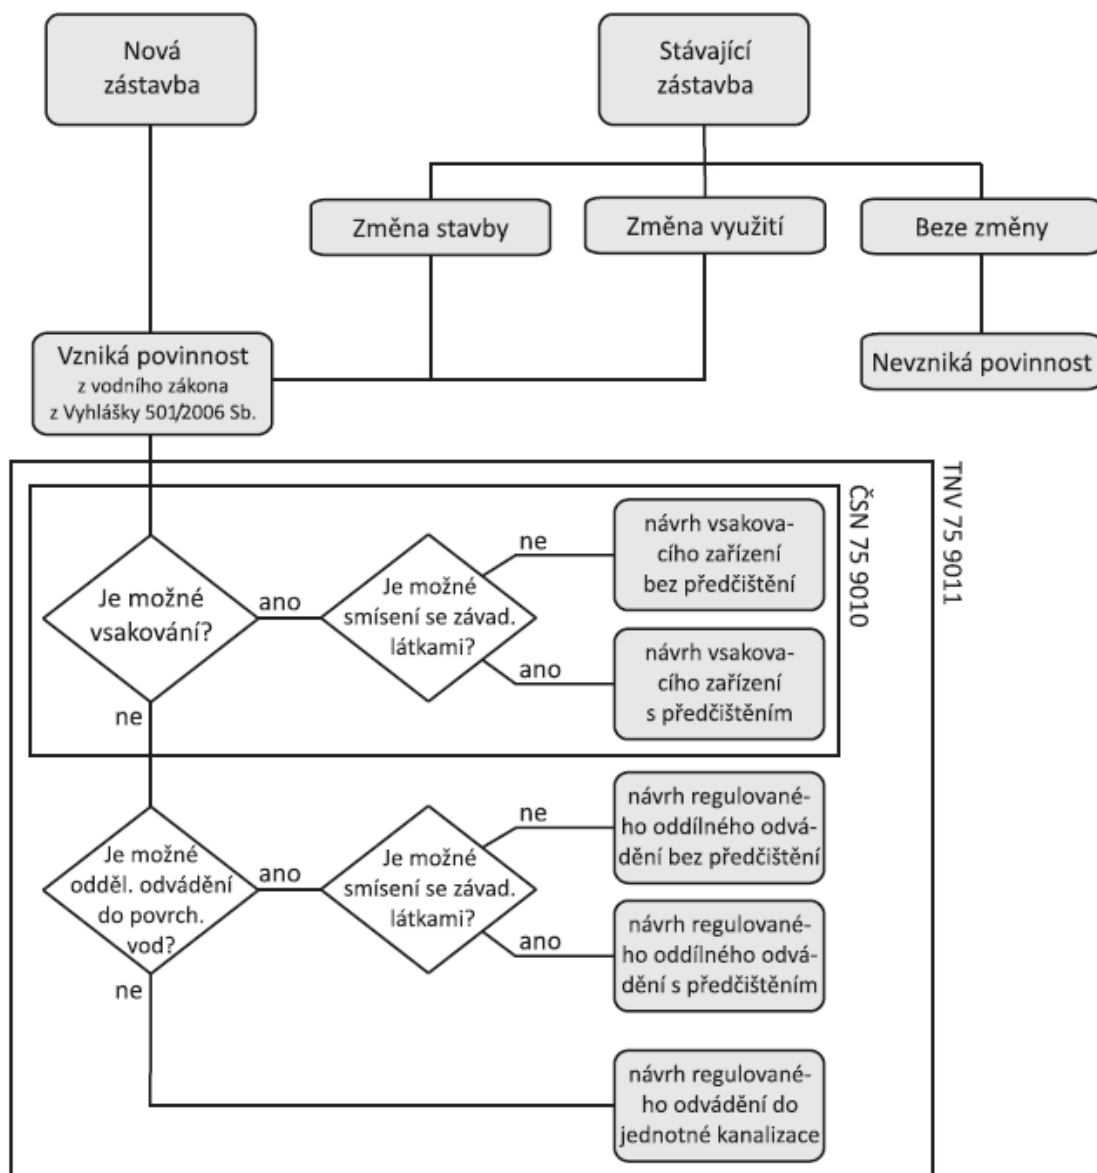 Nová
zástavba
Stávající
zástavba
Změna stavby
Změna využití
Beze změny
Vzniká povinnost
z vodního zákona
z Vyhlášky 501/2006 Sb.
Nevzniká povinnost
TNV 75 9011
ČSN 75 9010
Je možné
vsakování?
ano
ne
Je možné
smísení se závad.
látkami?
ne
ano
návrh vsakova-
cího zařízení
bez předčištění
návrh vsakova-
cího zařízení
s předčištěním
Je možné
odděl. odvádění
do povrch.
vod?
ano
ne
Je možné
smísení se závad.
látkami?
ne
ano
návrh regulované-
ho oddílného odvá-
dění bez předčištění
návrh regulované-
ho oddílného odvá-
dění s předčištěním
návrh regulované-
ho odvádění do
jednotné kanalizace